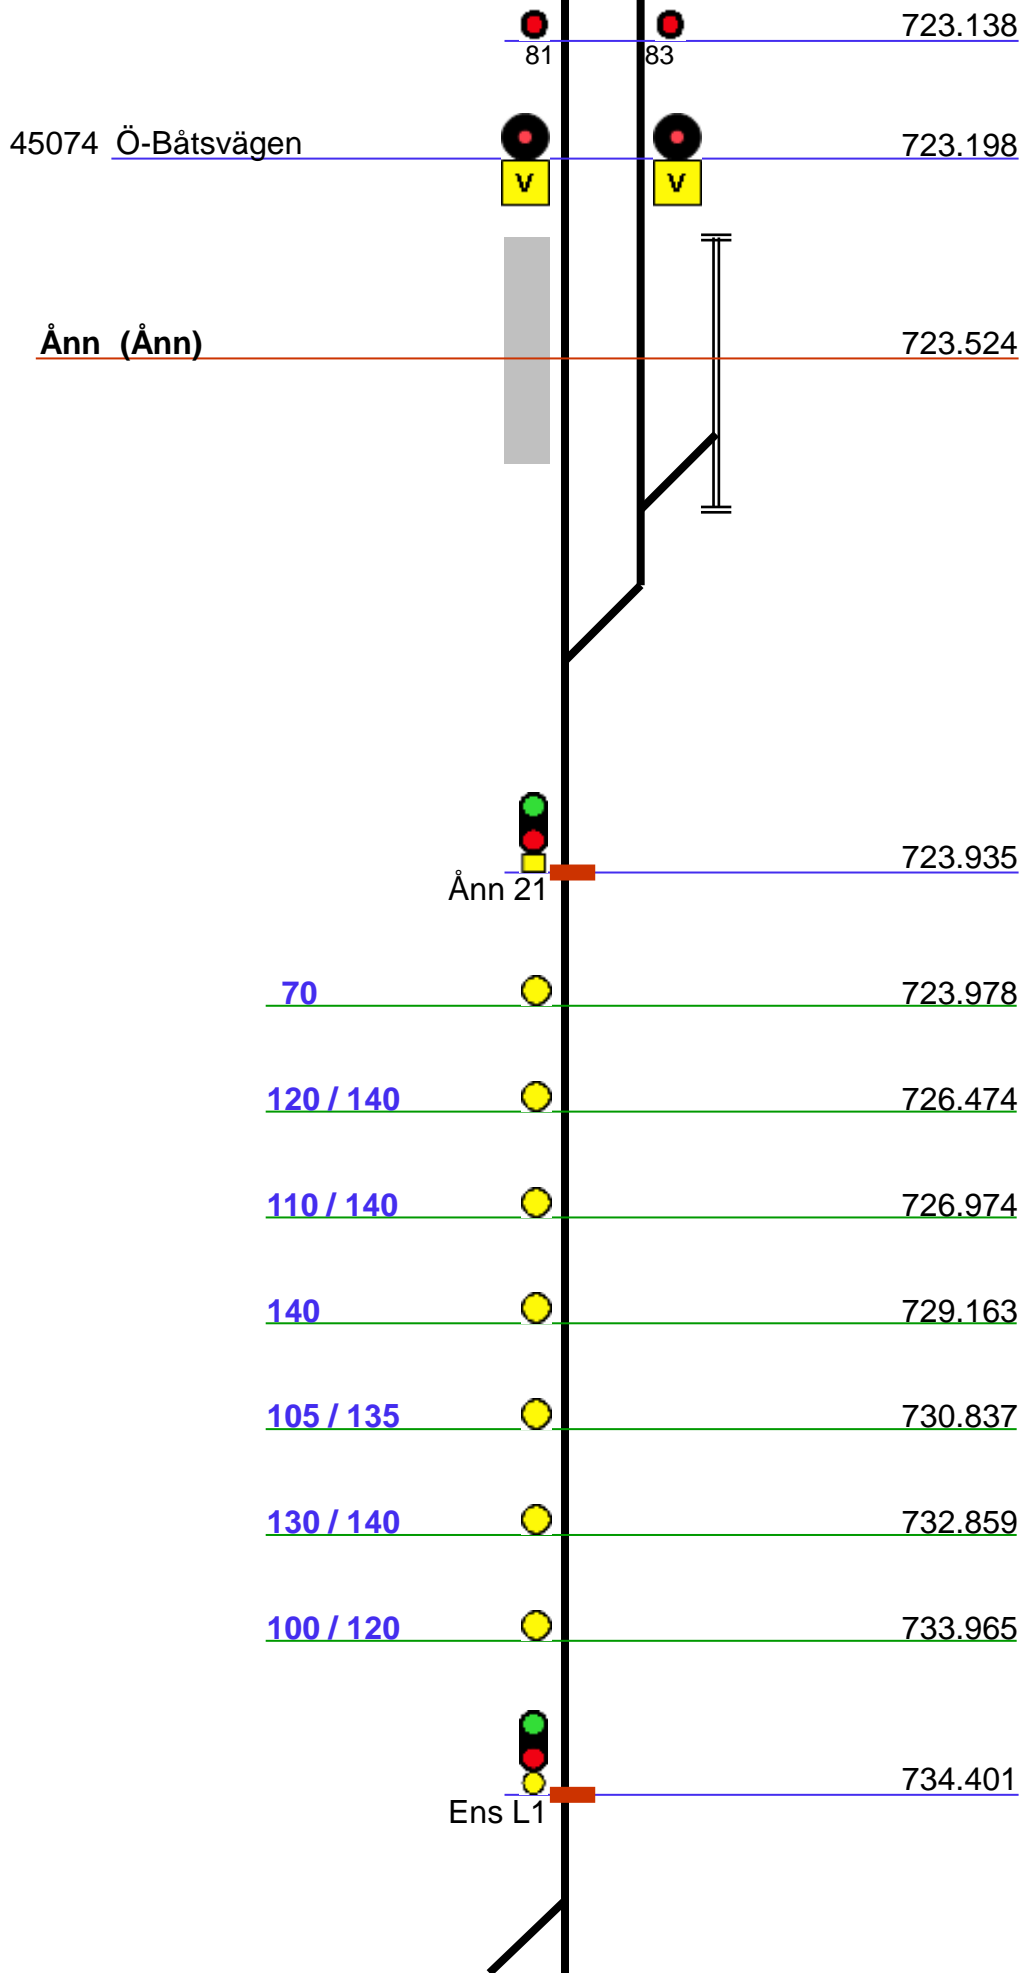 723.138
81 83
45074 Ö-Båtsvägen 723.198
V V
Ånn (Ånn) 723.524
723.935
Ånn 21
70 723.978
120 / 140 726.474
110 / 140 726.974
140 729.163
105 / 135 730.837
130 / 140 732.859
100 / 120 733.965
734.401
Ens L1